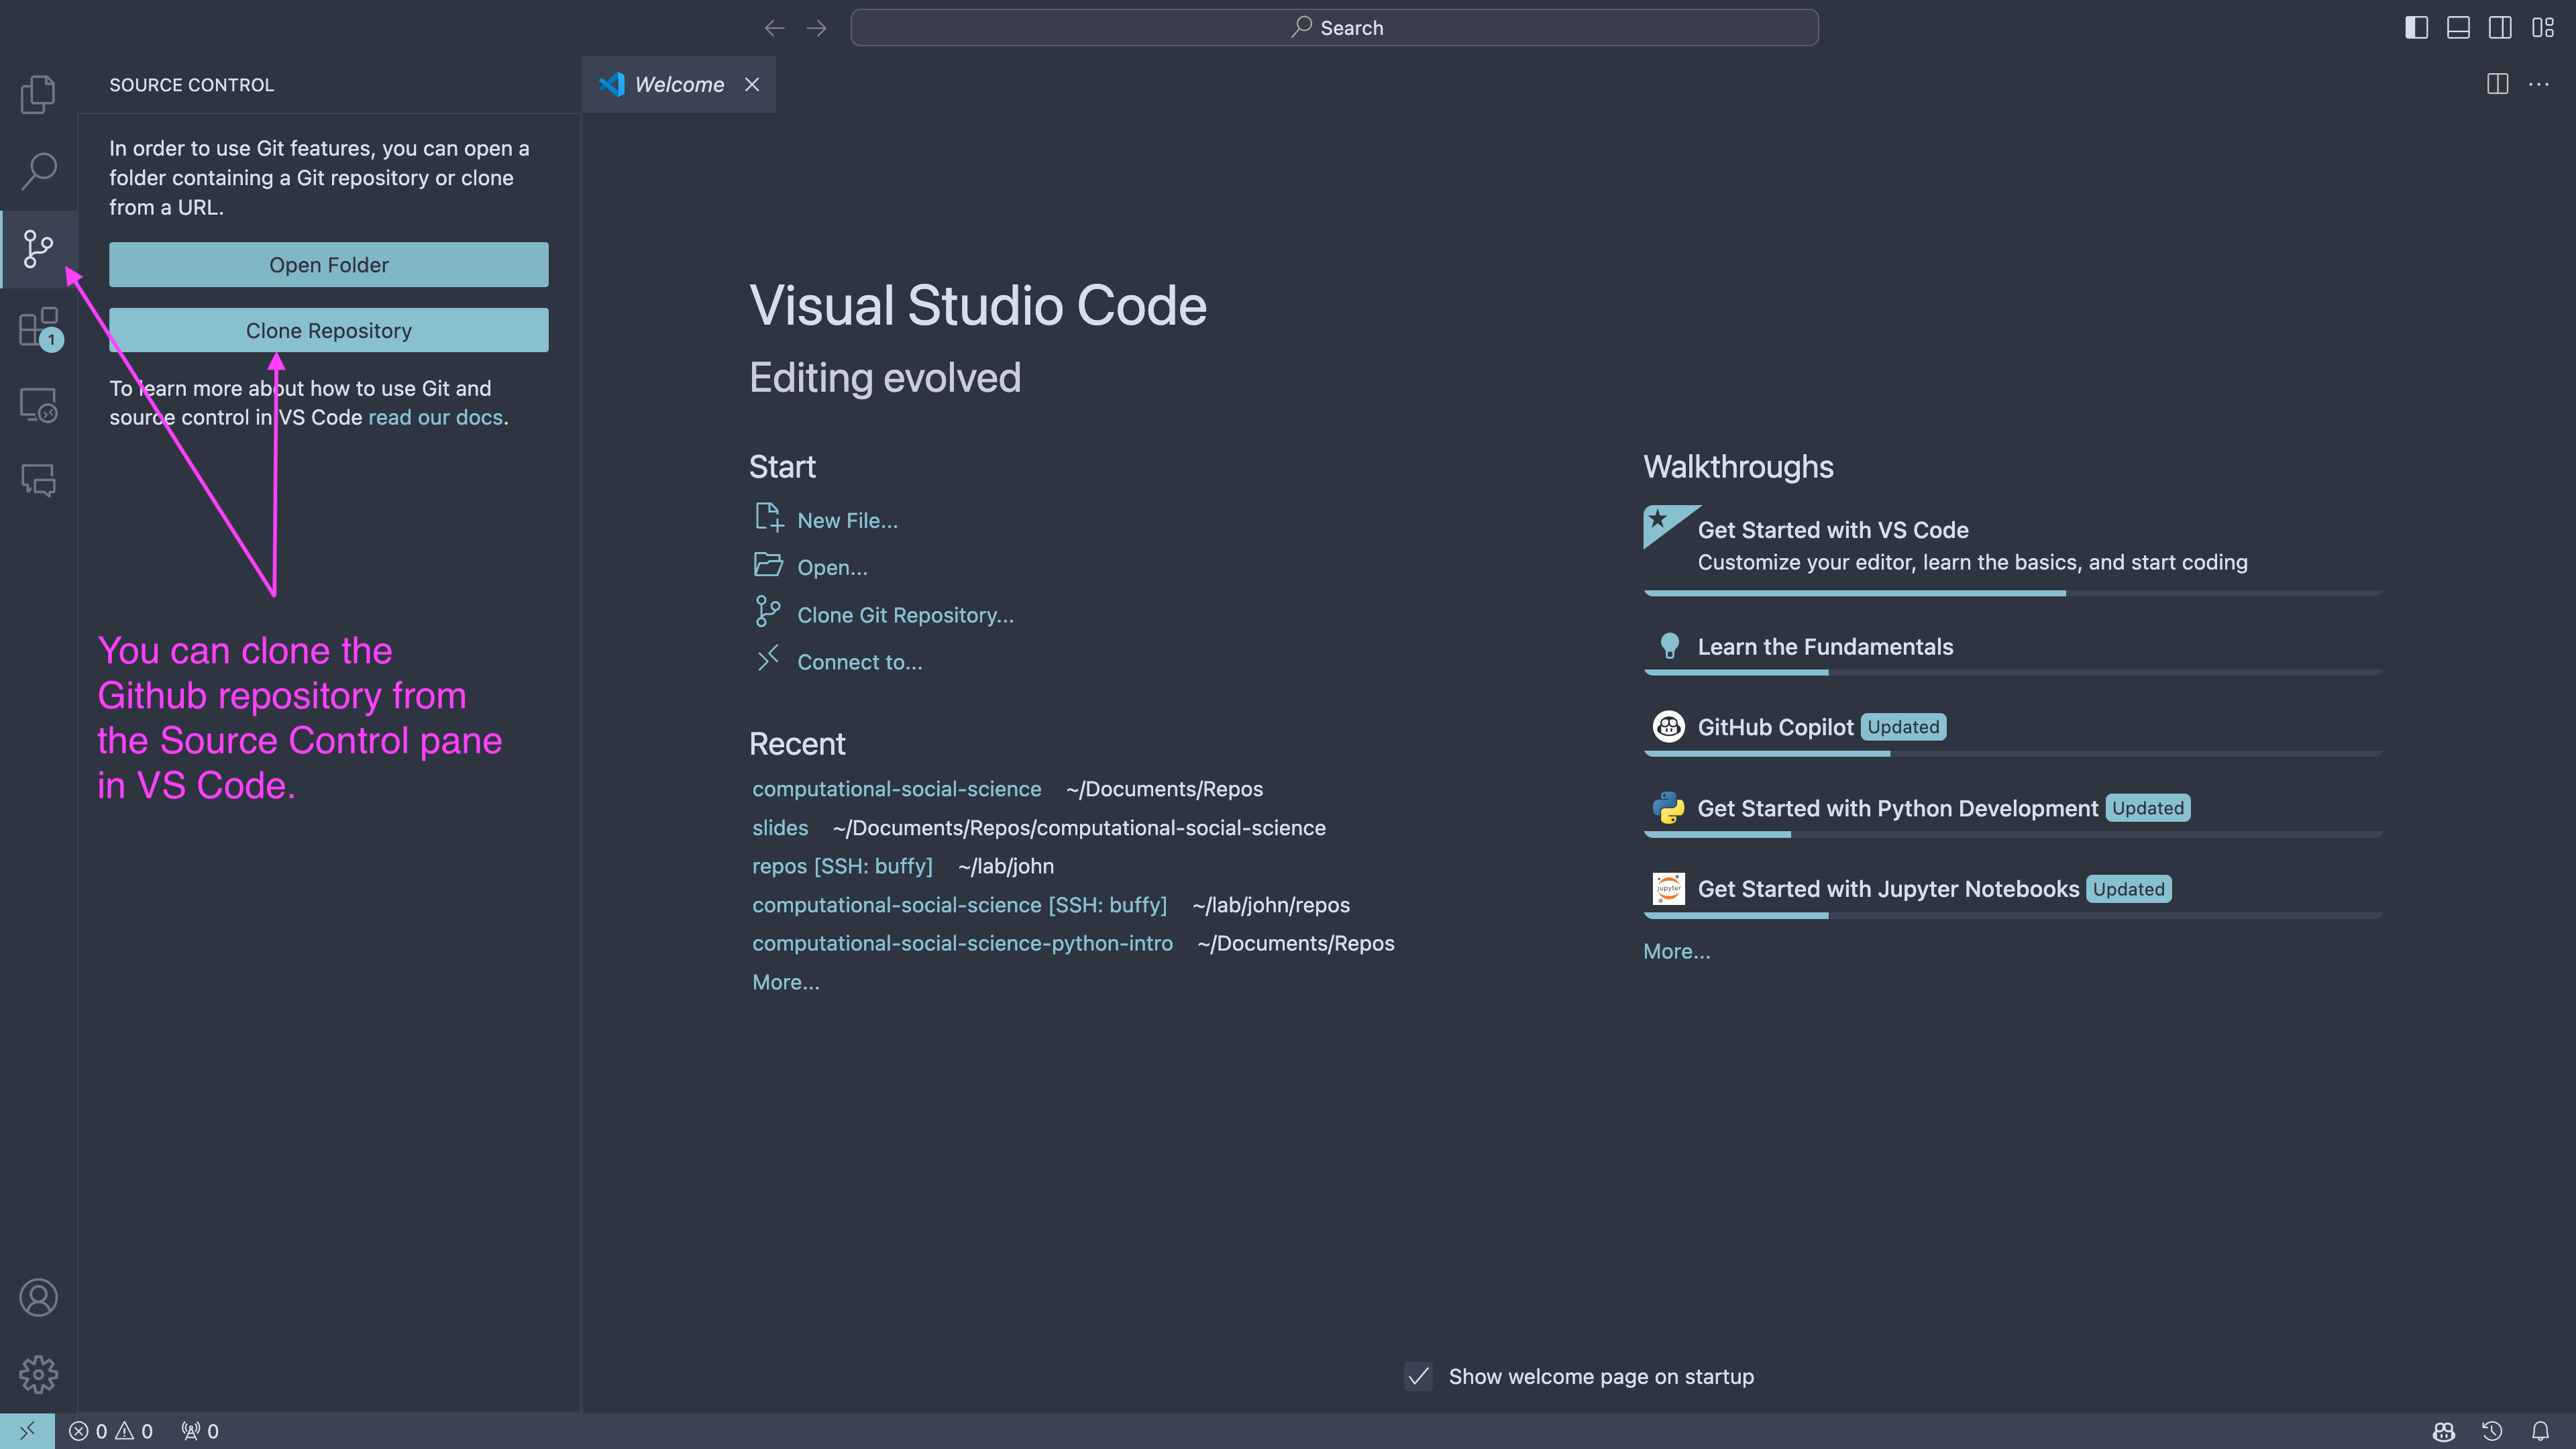 Search
SOURCE CONTROL
Welcome
In order to use Git features, you can open a
folder containing a Git repository or clone
from a URL.
Open Folder
1
Clone Repository
To learn more about how to use Git and
source control in VS Code read our docs.
You can clone the
Github repository from
the Source Control pane
in VS Code.
Visual Studio Code
Editing evolved
Start
New File...
Open...
Clone Git Repository...
Connect to...
Recent
computational-social-science ~/Documents/Repos
slides ~/Documents/Repos/computational-social-science
repos [SSH: buffy] ~/lab/john
computational-social-science [SSH: buffy] ~/lab/john/repos
computational-social-science-python-intro ~/Documents/Repos
More...
Walkthroughs
Get Started with VS Code
Customize your editor, learn the basics, and start coding
Learn the Fundamentals
GitHub Copilot Updated
Get Started with Python Development Updated
jupyter
Get Started with Jupyter Notebooks Updated
More...
Show welcome page on startup
0 0 0